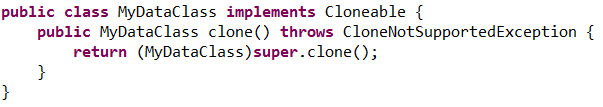 public class MyDataClass implements Cloneable {
    public MyDataClass clone() throws CloneNotSupportedException {
        return (MyDataClass)super.clone();
    }
}